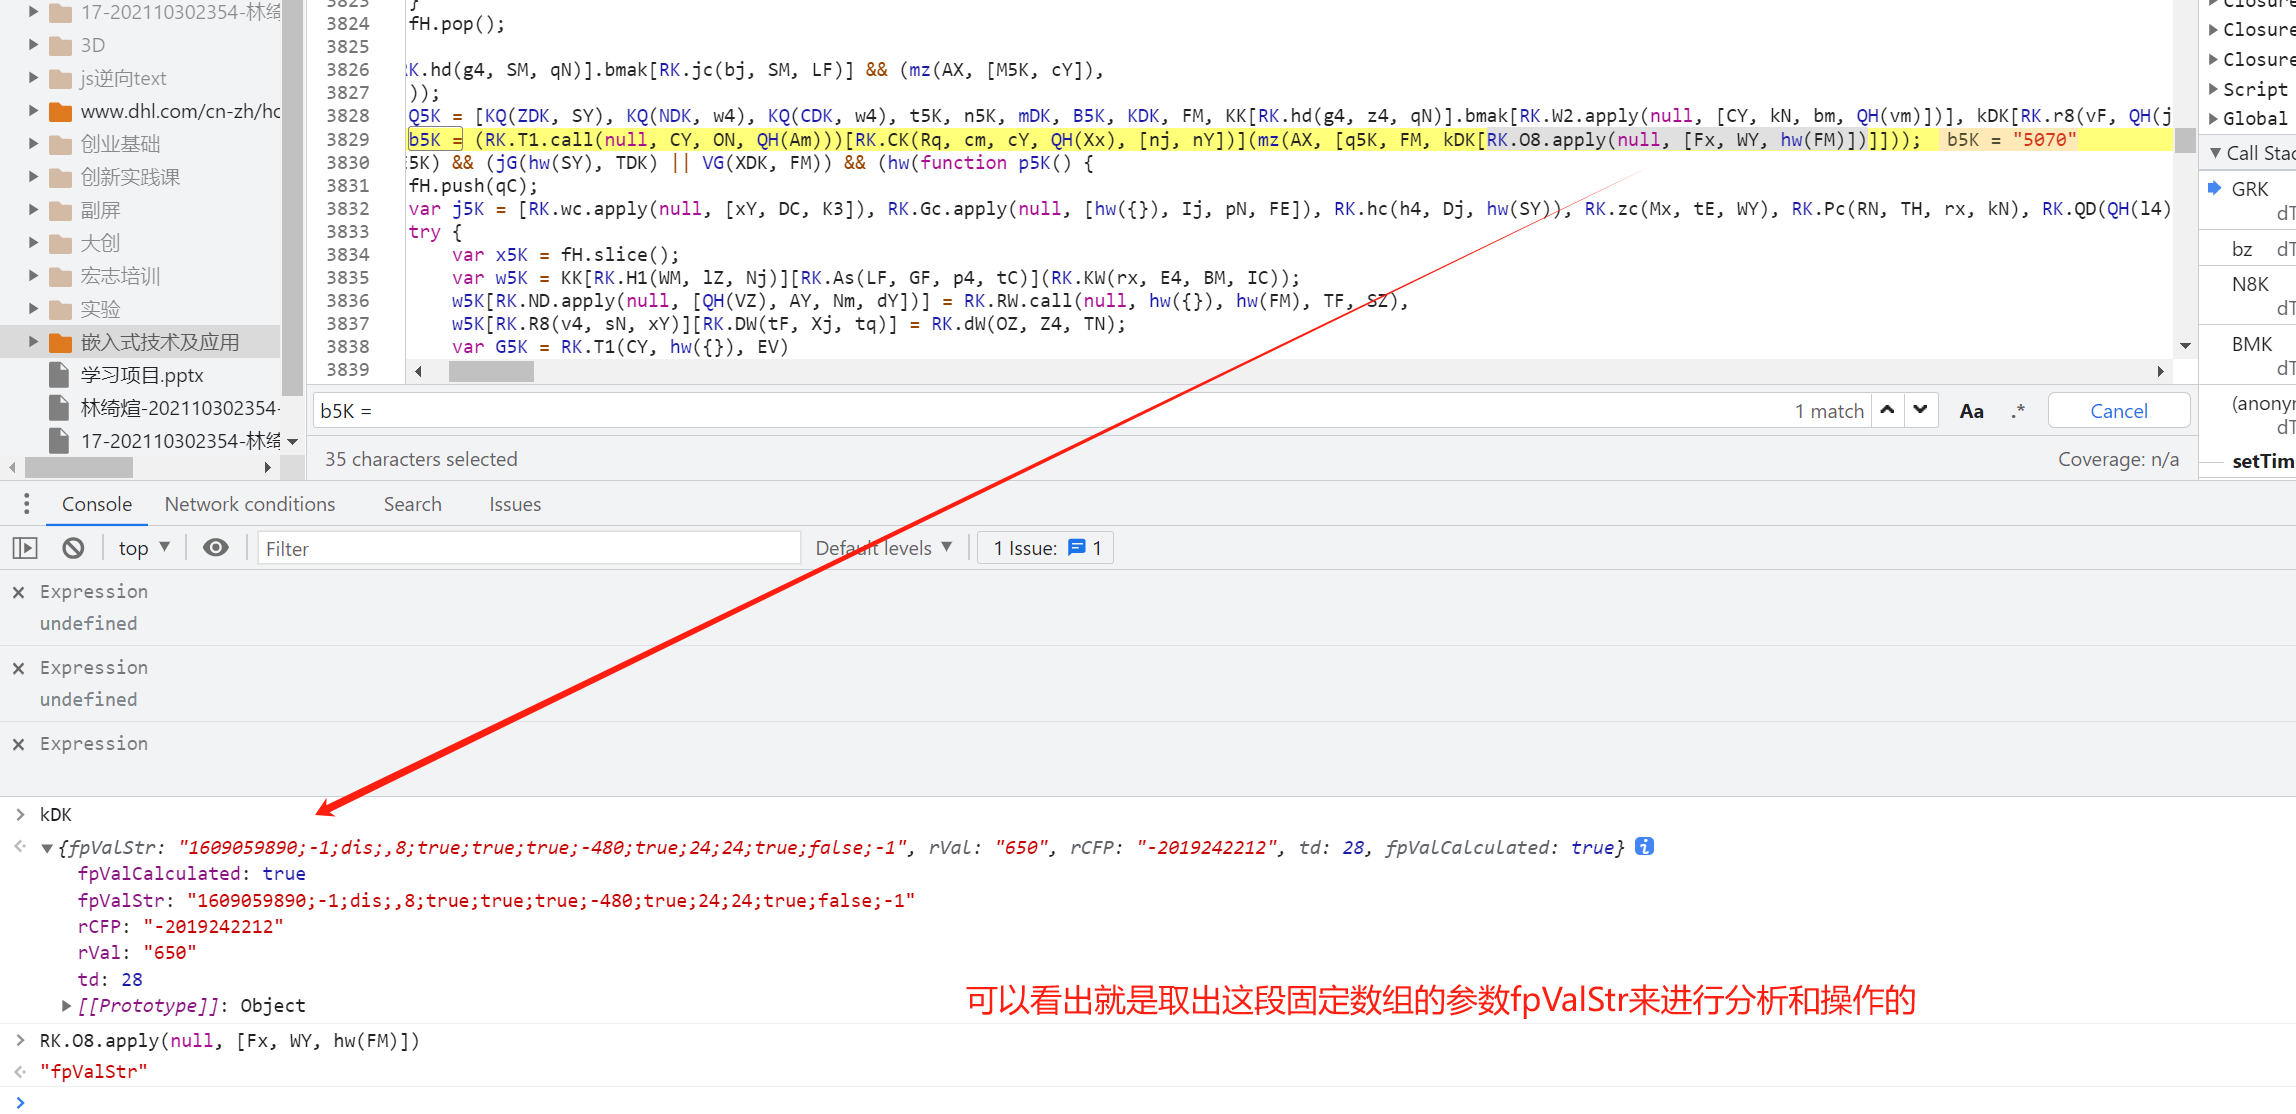 17-202110302354-林绮
3D
js逆向text
www.dhl.com/cn-zh/hc
创业基础
创新实践课
副屏
大创
宏志培训
实验
嵌入式技术及应用
学习项目.pptx
林绮煊-202110302354-
17-202110302354-林绮
3823 }
3824 fH.pop();
3825
3826 K.hd(g4, SM, qN)].bmak[RK.jc(bj, SM, LF)] && (mz(AX, [M5K, cY]),
3827 ));
3828 Q5K = [KQ(ZDK, SY), KQ(NDK, w4), KQ(CDK, w4), t5K, n5K, mDK, B5K, KDK, FM, KK[RK.hd(g4, z4, qN)].bmak[RK.W2.apply(null, [CY, kN, bm, QH(vm)])], kDK[RK.r8(vF, QH(j
3829 b5K = (RK.T1.call(null, CY, ON, QH(Am)))[RK.CK(Rq, cm, cY, QH(Xx), [nj, nY])](mz(AX, [q5K, FM, kDK[RK.O8.apply(null, [Fx, WY, hw(FM)])]])); b5K = "5070"
3830 5K) && (jG(hw(SY), TDK) || VG(XDK, FM)) && (hw(function p5K() {
3831 fH.push(qC);
3832 var j5K = [RK.wc.apply(null, [xY, DC, K3]), RK.Gc.apply(null, [hw({}), Ij, pN, FE]), RK.hc(h4, Dj, hw(SY)), RK.zc(Mx, tE, WY), RK.Pc(RN, TH, rx, kN), RK.QD(QH(l4)
3833 try {
3834 var x5K = fH.slice();
3835 var w5K = KK[RK.H1(WM, lZ, Nj)][RK.As(LF, GF, p4, tC)](RK.KW(rx, E4, BM, IC));
3836 w5K[RK.ND.apply(null, [QH(VZ), AY, Nm, dY])] = RK.RW.call(null, hw({}), hw(FM), TF, SZ),
3837 w5K[RK.R8(v4, sN, xY)][RK.DW(tF, Xj, tq)] = RK.dW(OZ, Z4, TN);
3838 var G5K = RK.T1(CY, hw({}), EV)
3839
b5K =
1 match
Aa
.*
Cancel
35 characters selected
Coverage: n/a
Closure
Closure
Closure
Script
Global
Call Stac
GRK
dT
bz dT
N8K
dT
BMK
dT
(anonyn
dT
setTim
Console Network conditions Search Issues
top
Filter
Default levels
1 Issue: 1
Expression
undefined
Expression
undefined
Expression
kDK
{fpValStr: "1609059890;-1;dis;,8;true;true;true;-480;true;24;24;true;false;-1", rVal: "650", rCFP: "-2019242212", td: 28, fpValCalculated: true}
fpValCalculated: true
fpValStr: "1609059890;-1;dis;,8;true;true;true;-480;true;24;24;true;false;-1"
rCFP: "-2019242212"
rVal: "650"
td: 28
[[Prototype]]: Object
可以看出就是取出这段固定数组的参数fpValStr来进行分析和操作的
RK.O8.apply(null, [Fx, WY, hw(FM)])
"fpValStr"